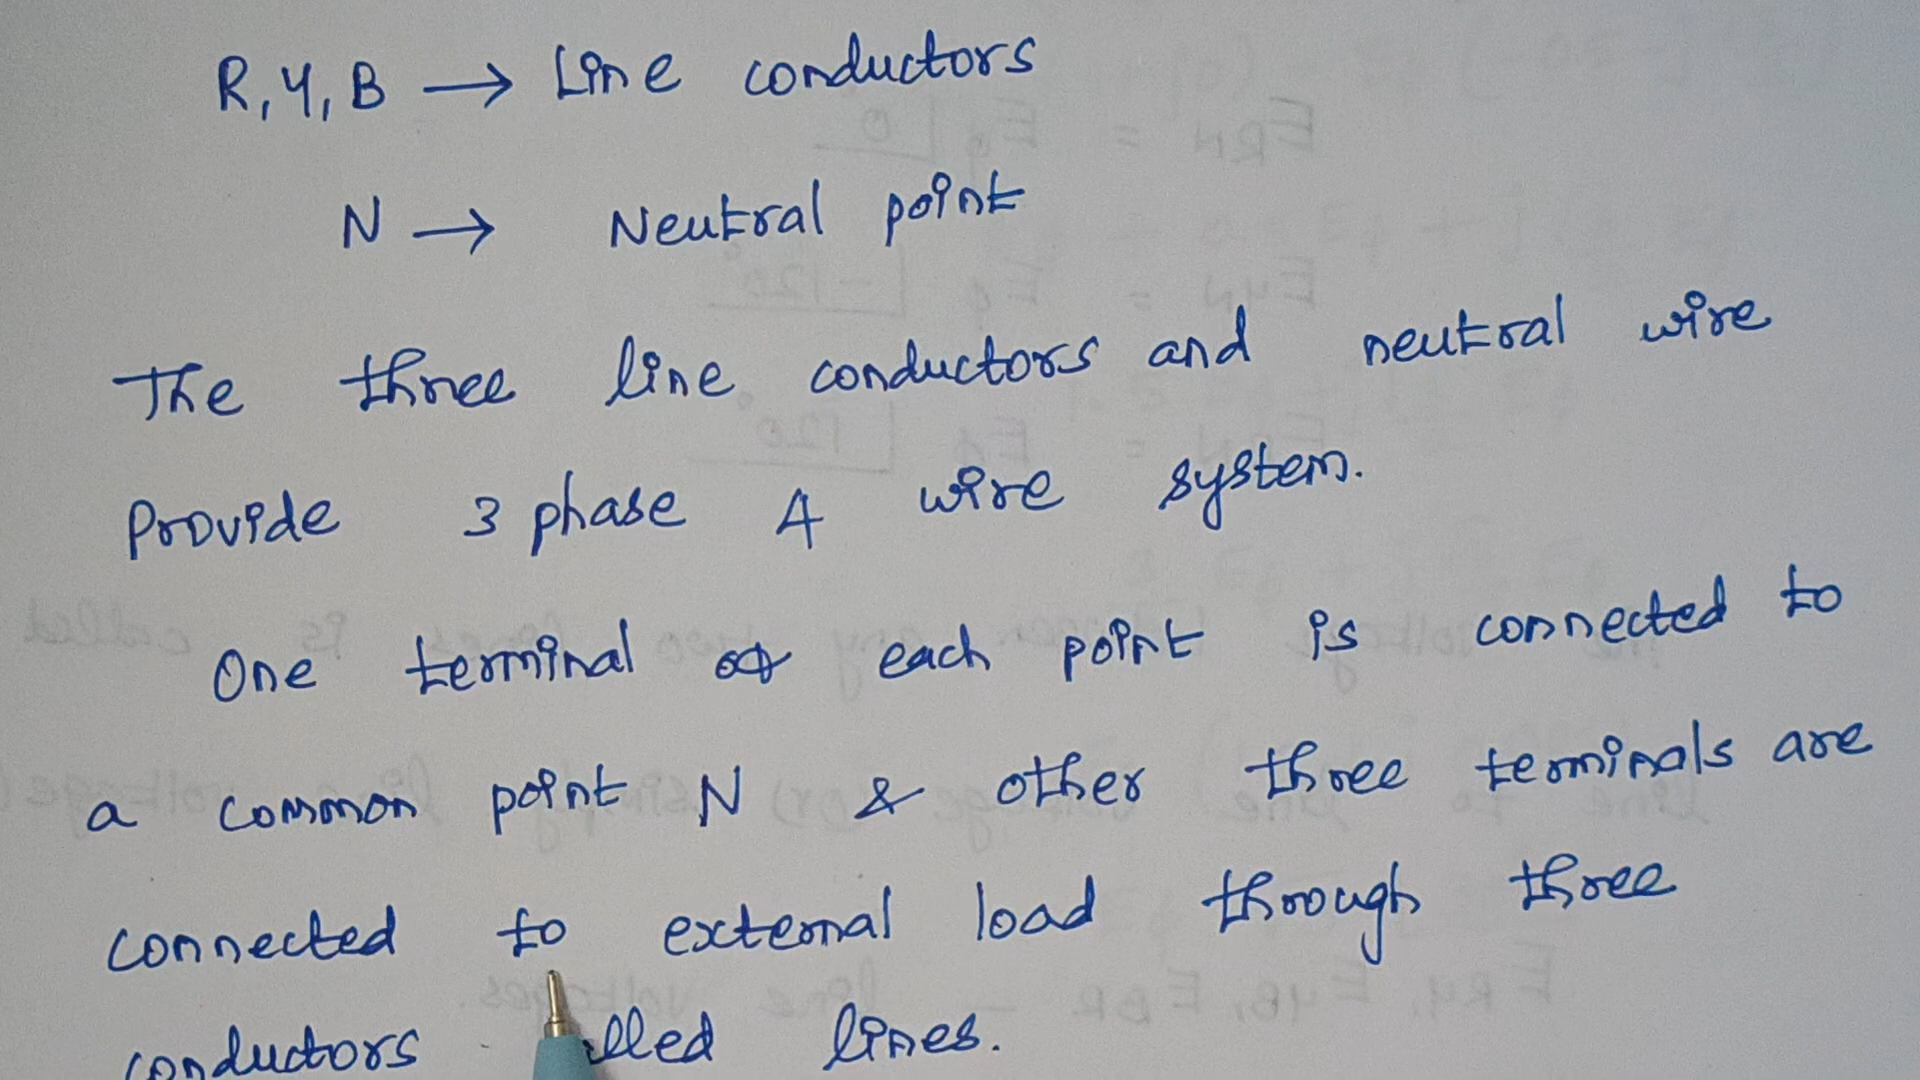 R, Y, B → Line conductors
N → Neutral point
The three line conductors and neutral wire
Provide 3 phase 4 wire system.
One terminal of each point is connected to
a common point N & other three terminals are
connected to external load through three
conductors lled lines.